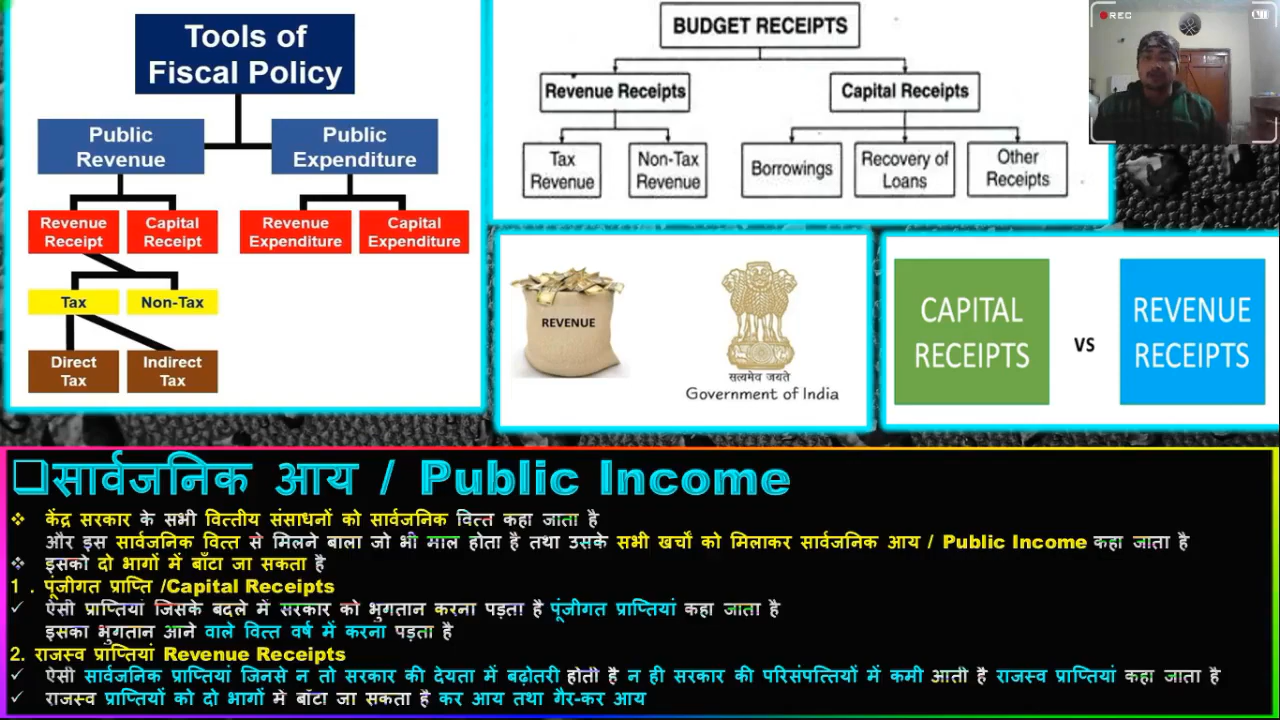 Tools of
Fiscal Policy
Public
Revenue
Public
Expenditure
Revenue
Receipt
Capital
Receipt
Revenue
Expenditure
Capital
Expenditure
Tax
Non-Tax
Direct
Tax
Indirect
Tax
BUDGET RECEIPTS
Revenue Receipts
Capital Receipts
Tax
Revenue
Non-Tax
Revenue
Borrowings
Recovery of
Loans
Other
Receipts
REC
REVENUE
सत्यमेव जयते
Government of India
CAPITAL
RECEIPTS
VS
REVENUE
RECEIPTS
❑सार्वजनिक आय / Public Income
❖ केंद्र सरकार के सभी वित्तीय संसाधनों को सार्वजनिक वित्त कहा जाता है
और इस सार्वजनिक वित्त से मिलने बाला जो भी माल होता है तथा उसके सभी खर्चों को मिलाकर सार्वजनिक आय / Public Income कहा जाता है
❖ इसको दो भागों में बाँटा जा सकता है
1 . पूंजीगत प्राप्ति /Capital Receipts
✓ ऐसी प्राप्तियां जिसके बदले में सरकार को भुगतान करना पड़ता है पूंजीगत प्राप्तियां कहा जाता है
इसका भुगतान आने वाले वित्त वर्ष में करना पड़ता है
2. राजस्व प्राप्तियां Revenue Receipts
✓ ऐसी सार्वजनिक प्राप्तियां जिनसे न तो सरकार की देयता में बढ़ोतरी होती है न ही सरकार की परिसंपत्तियों में कमी आती है राजस्व प्राप्तियां कहा जाता है
✓ राजस्व प्राप्तियों को दो भागों में बाँटा जा सकता है कर आय तथा गैर-कर आय